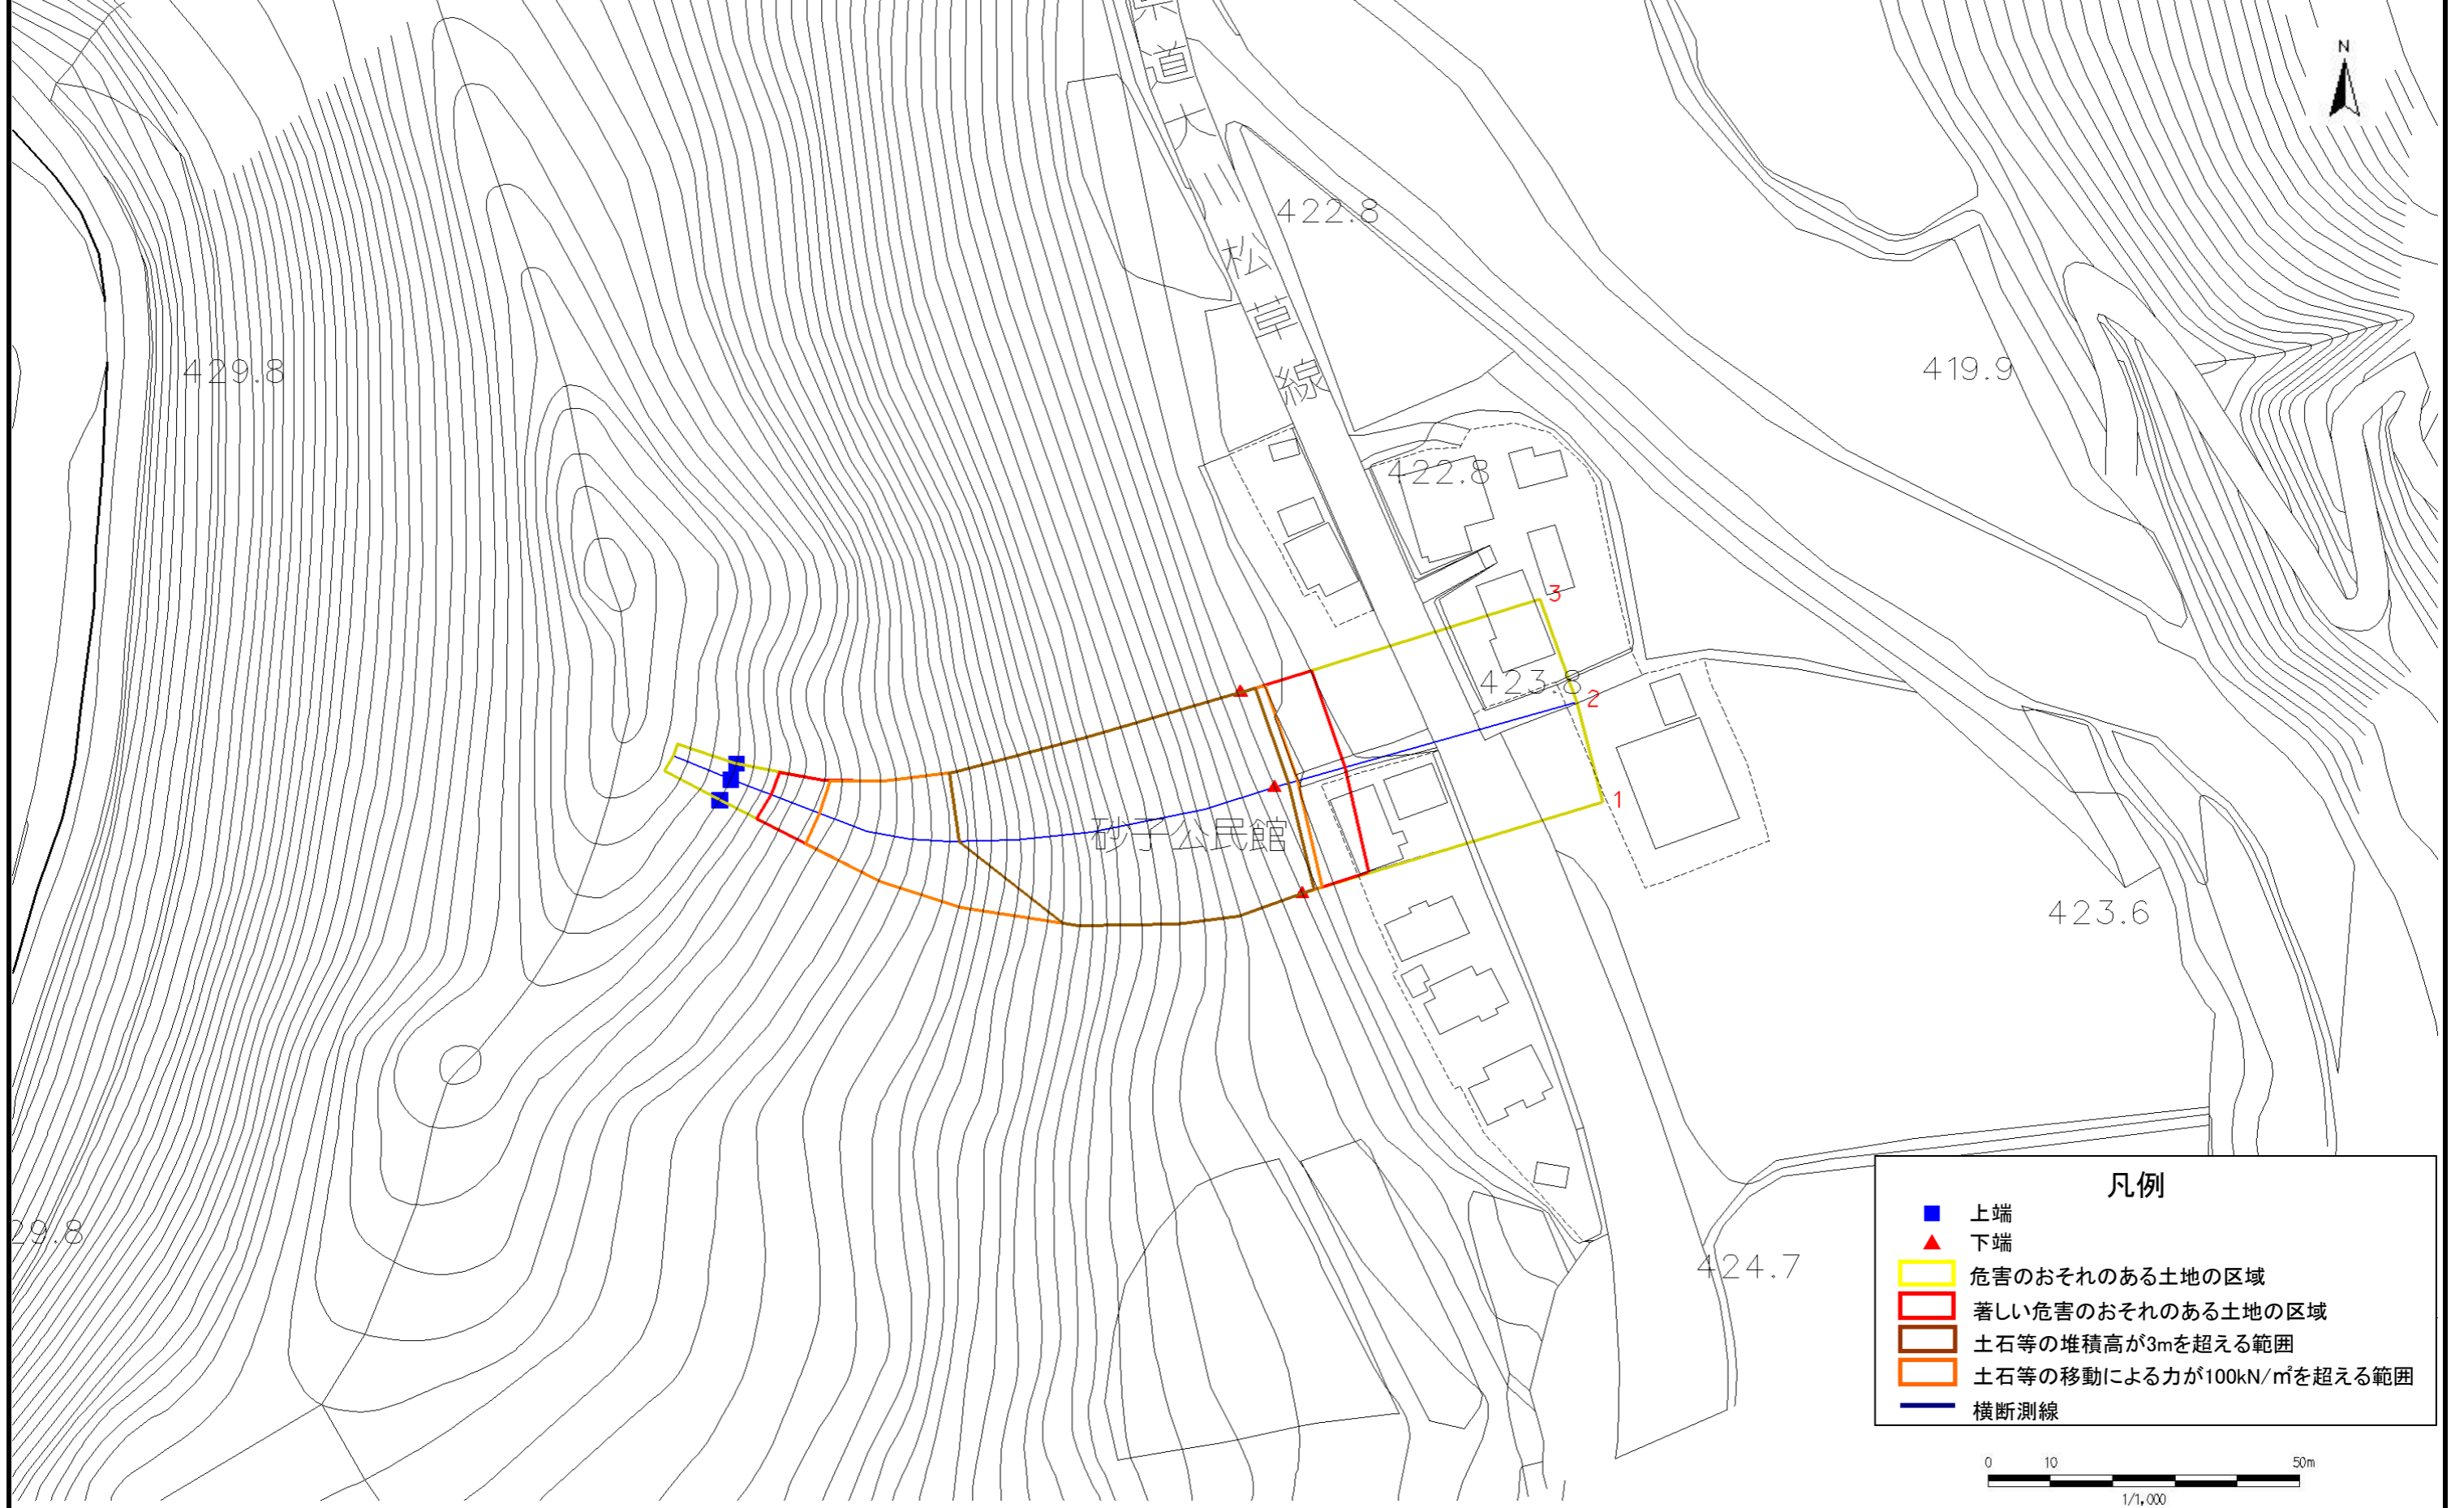 N
道
松
草
線
422.8
429.8
419.9
422.8
3
423.8
2
1
砂子公民館
423.6
29.8
424.7
凡例
上端
下端
危害のおそれのある土地の区域
著しい危害のおそれのある土地の区域
土石等の堆積高が3mを超える範囲
土石等の移動による力が100kN/㎡を超える範囲
横断測線
0 10 50m
1/1,000